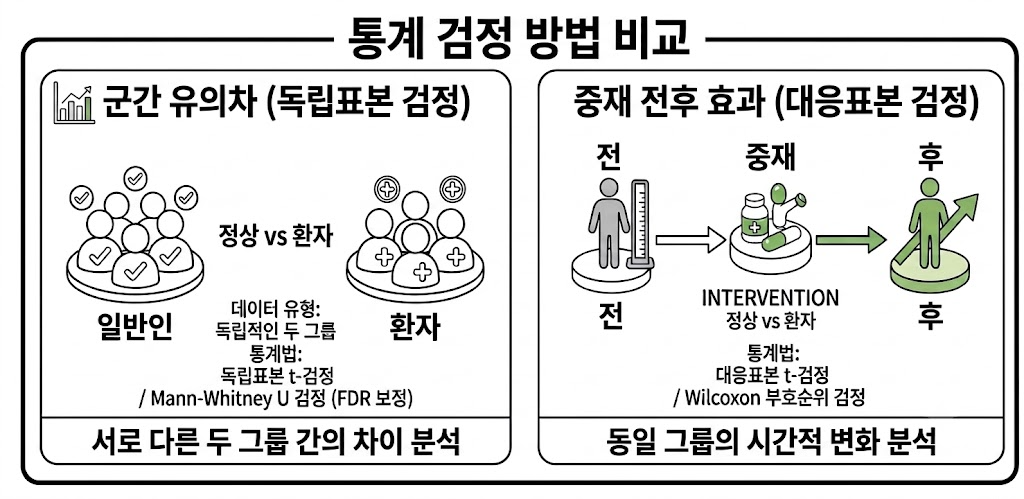 통계 검정 방법 비교
군간 유의차 (독립표본 검정)
정상 vs 환자
일반인
환자
데이터 유형:
독립적인 두 그룹
통계법:
독립표본 t-검정
/ Mann-Whitney U 검정 (FDR 보정)
서로 다른 두 그룹 간의 차이 분석
중재 전후 효과 (대응표본 검정)
전
중재
후
전
INTERVENTION
정상 vs 환자
후
통계법:
대응표본 t-검정
/ Wilcoxon 부호순위 검정
동일 그룹의 시간적 변화 분석